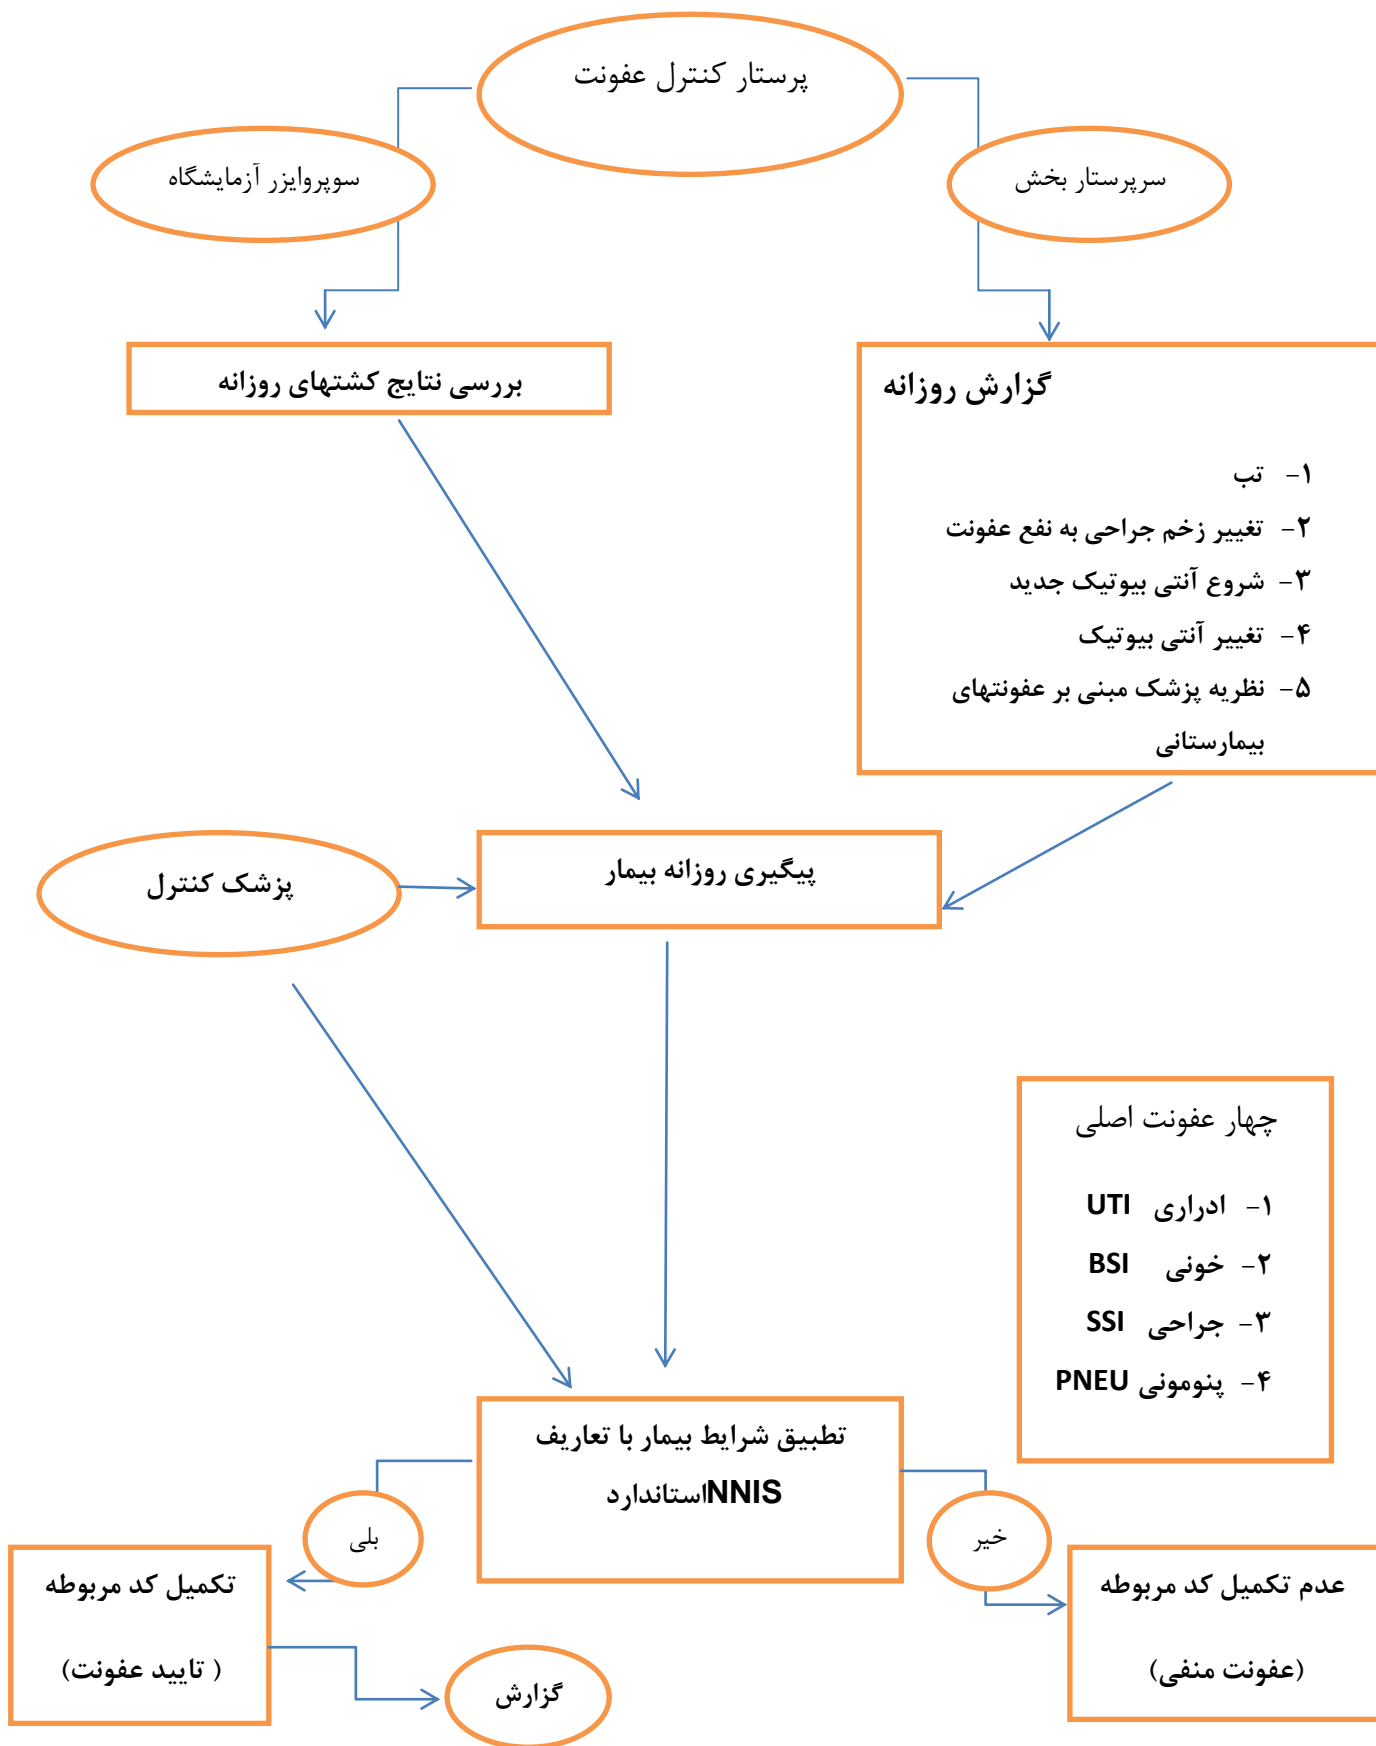 پرستار کنترل عفونت
سرپرستار بخش
سوپروایزر آزمایشگاه
گزارش روزانه
۱- تب
۲- تغییر زخم جراحی به نفع عفونت
۳- شروع آنتی بیوتیک جدید
۴- تغییر آنتی بیوتیک
۵- نظریه پزشک مبنی بر عفونتهای
بیمارستانی
بررسی نتایج کشتهای روزانه
پیگیری روزانه بیمار
پزشک کنترل
چهار عفونت اصلی
۱- ادراری UTI
۲- خونی BSI
۳- جراحی SSI
۴- پنومونی PNEU
تطبیق شرایط بیمار با تعاریف
استانداردNNIS
خیر
بلی
عدم تکمیل کد مربوطه
(عفونت منفی)
تکمیل کد مربوطه
( تایید عفونت)
گزارش